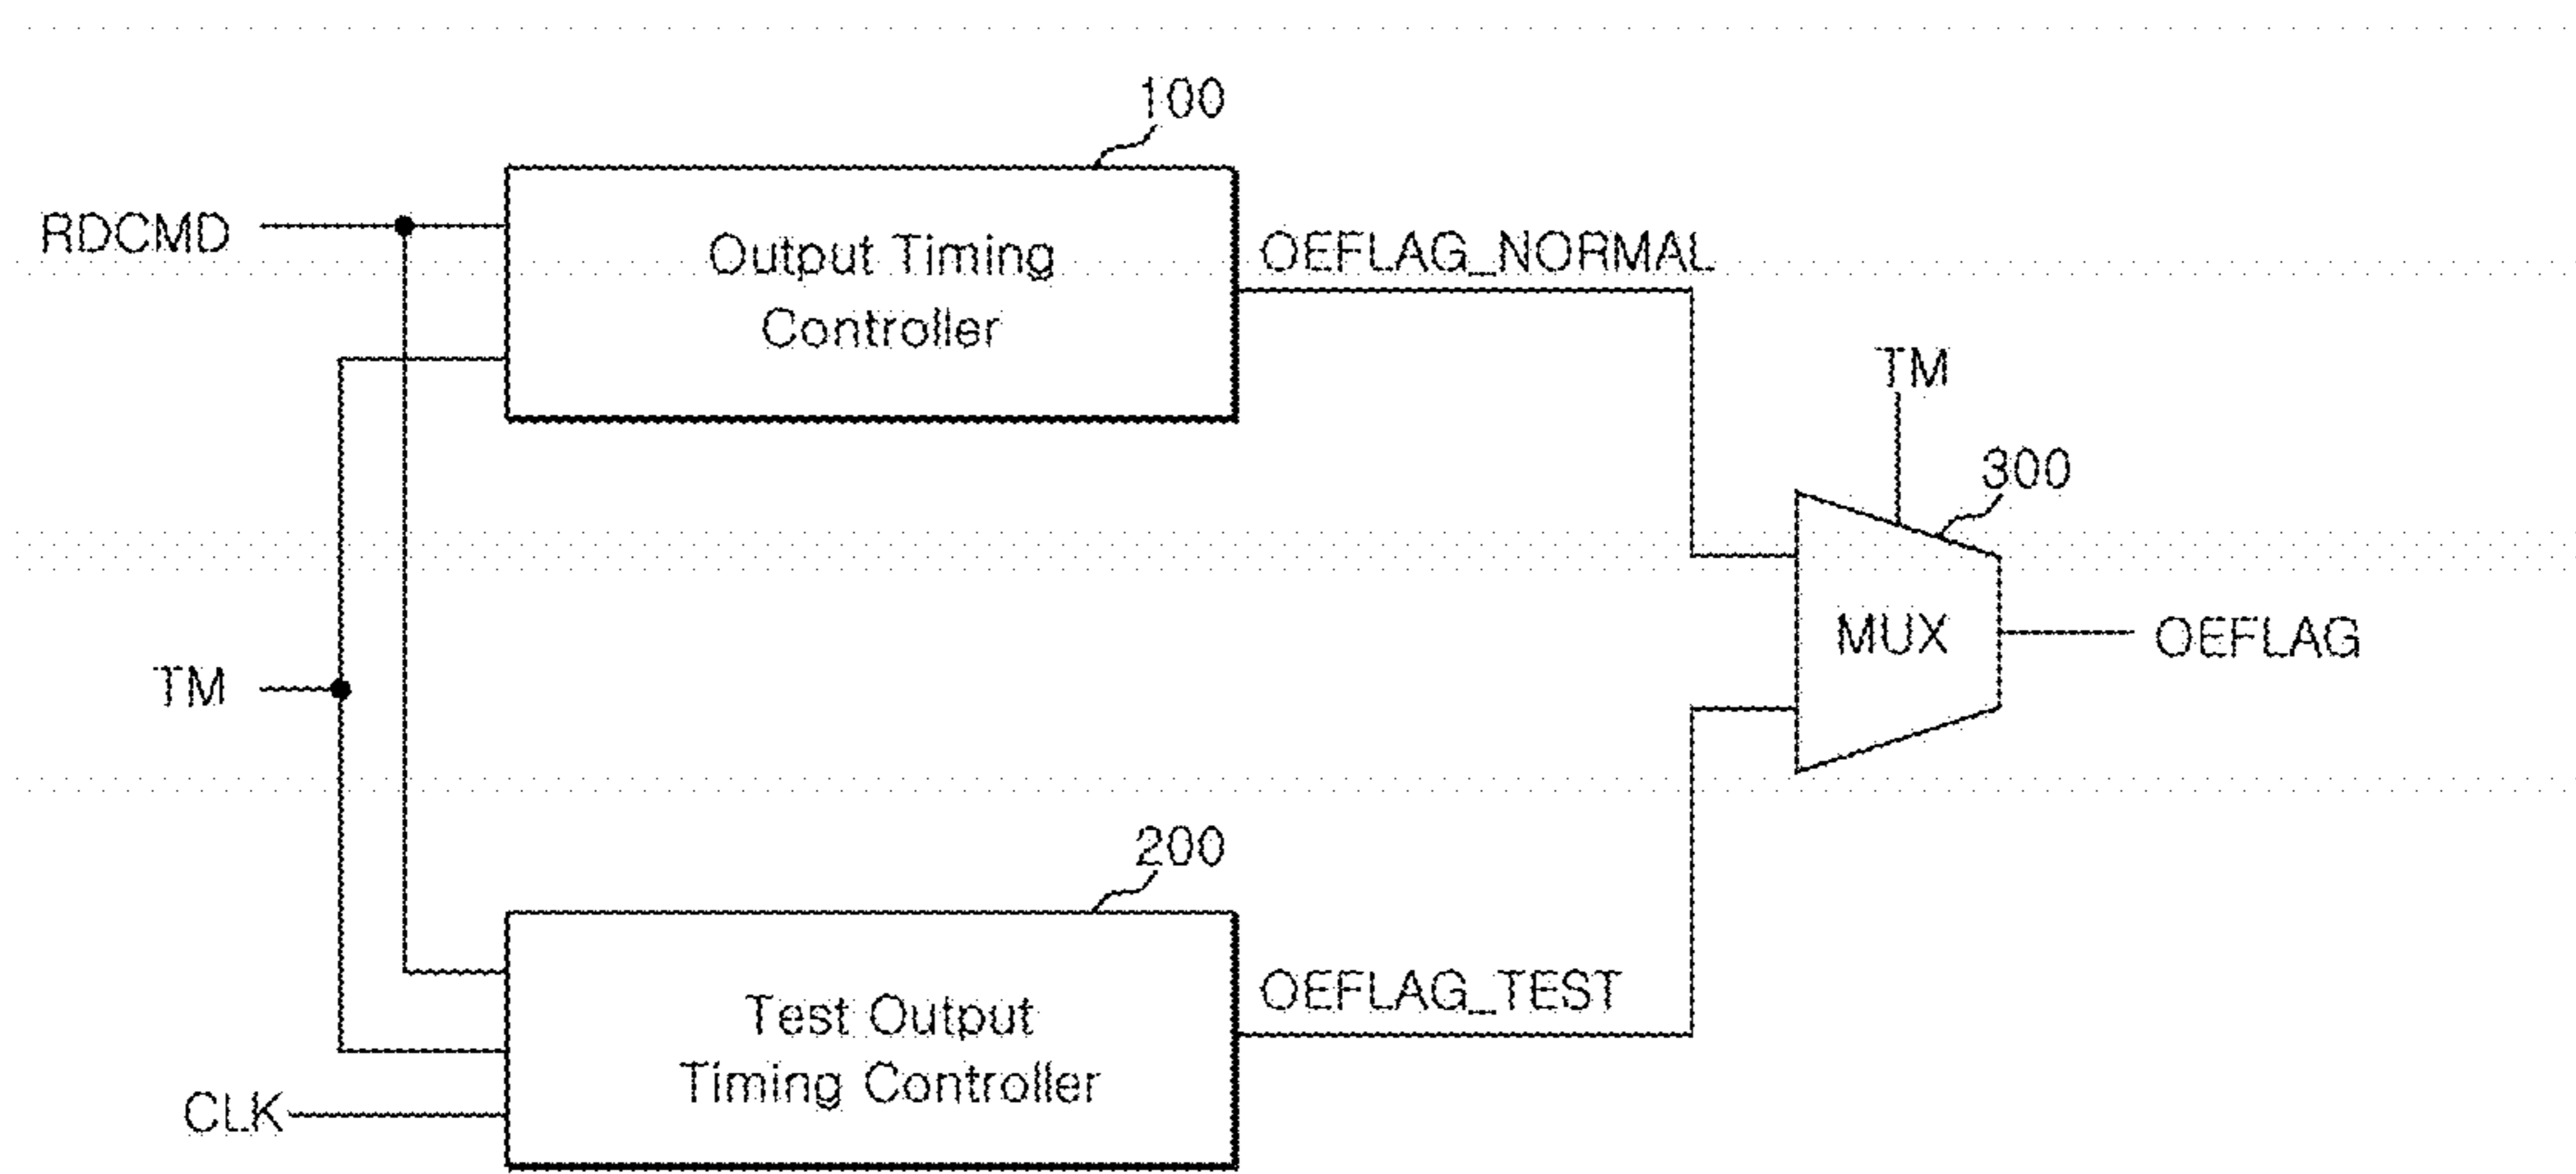 100
RDCMD
Output Timing
Controller
OEFLAG_NORMAL
TM
300
MUX
OEFLAG
TM
200
Test Output
Timing Controller
OEFLAG_TEST
CLK